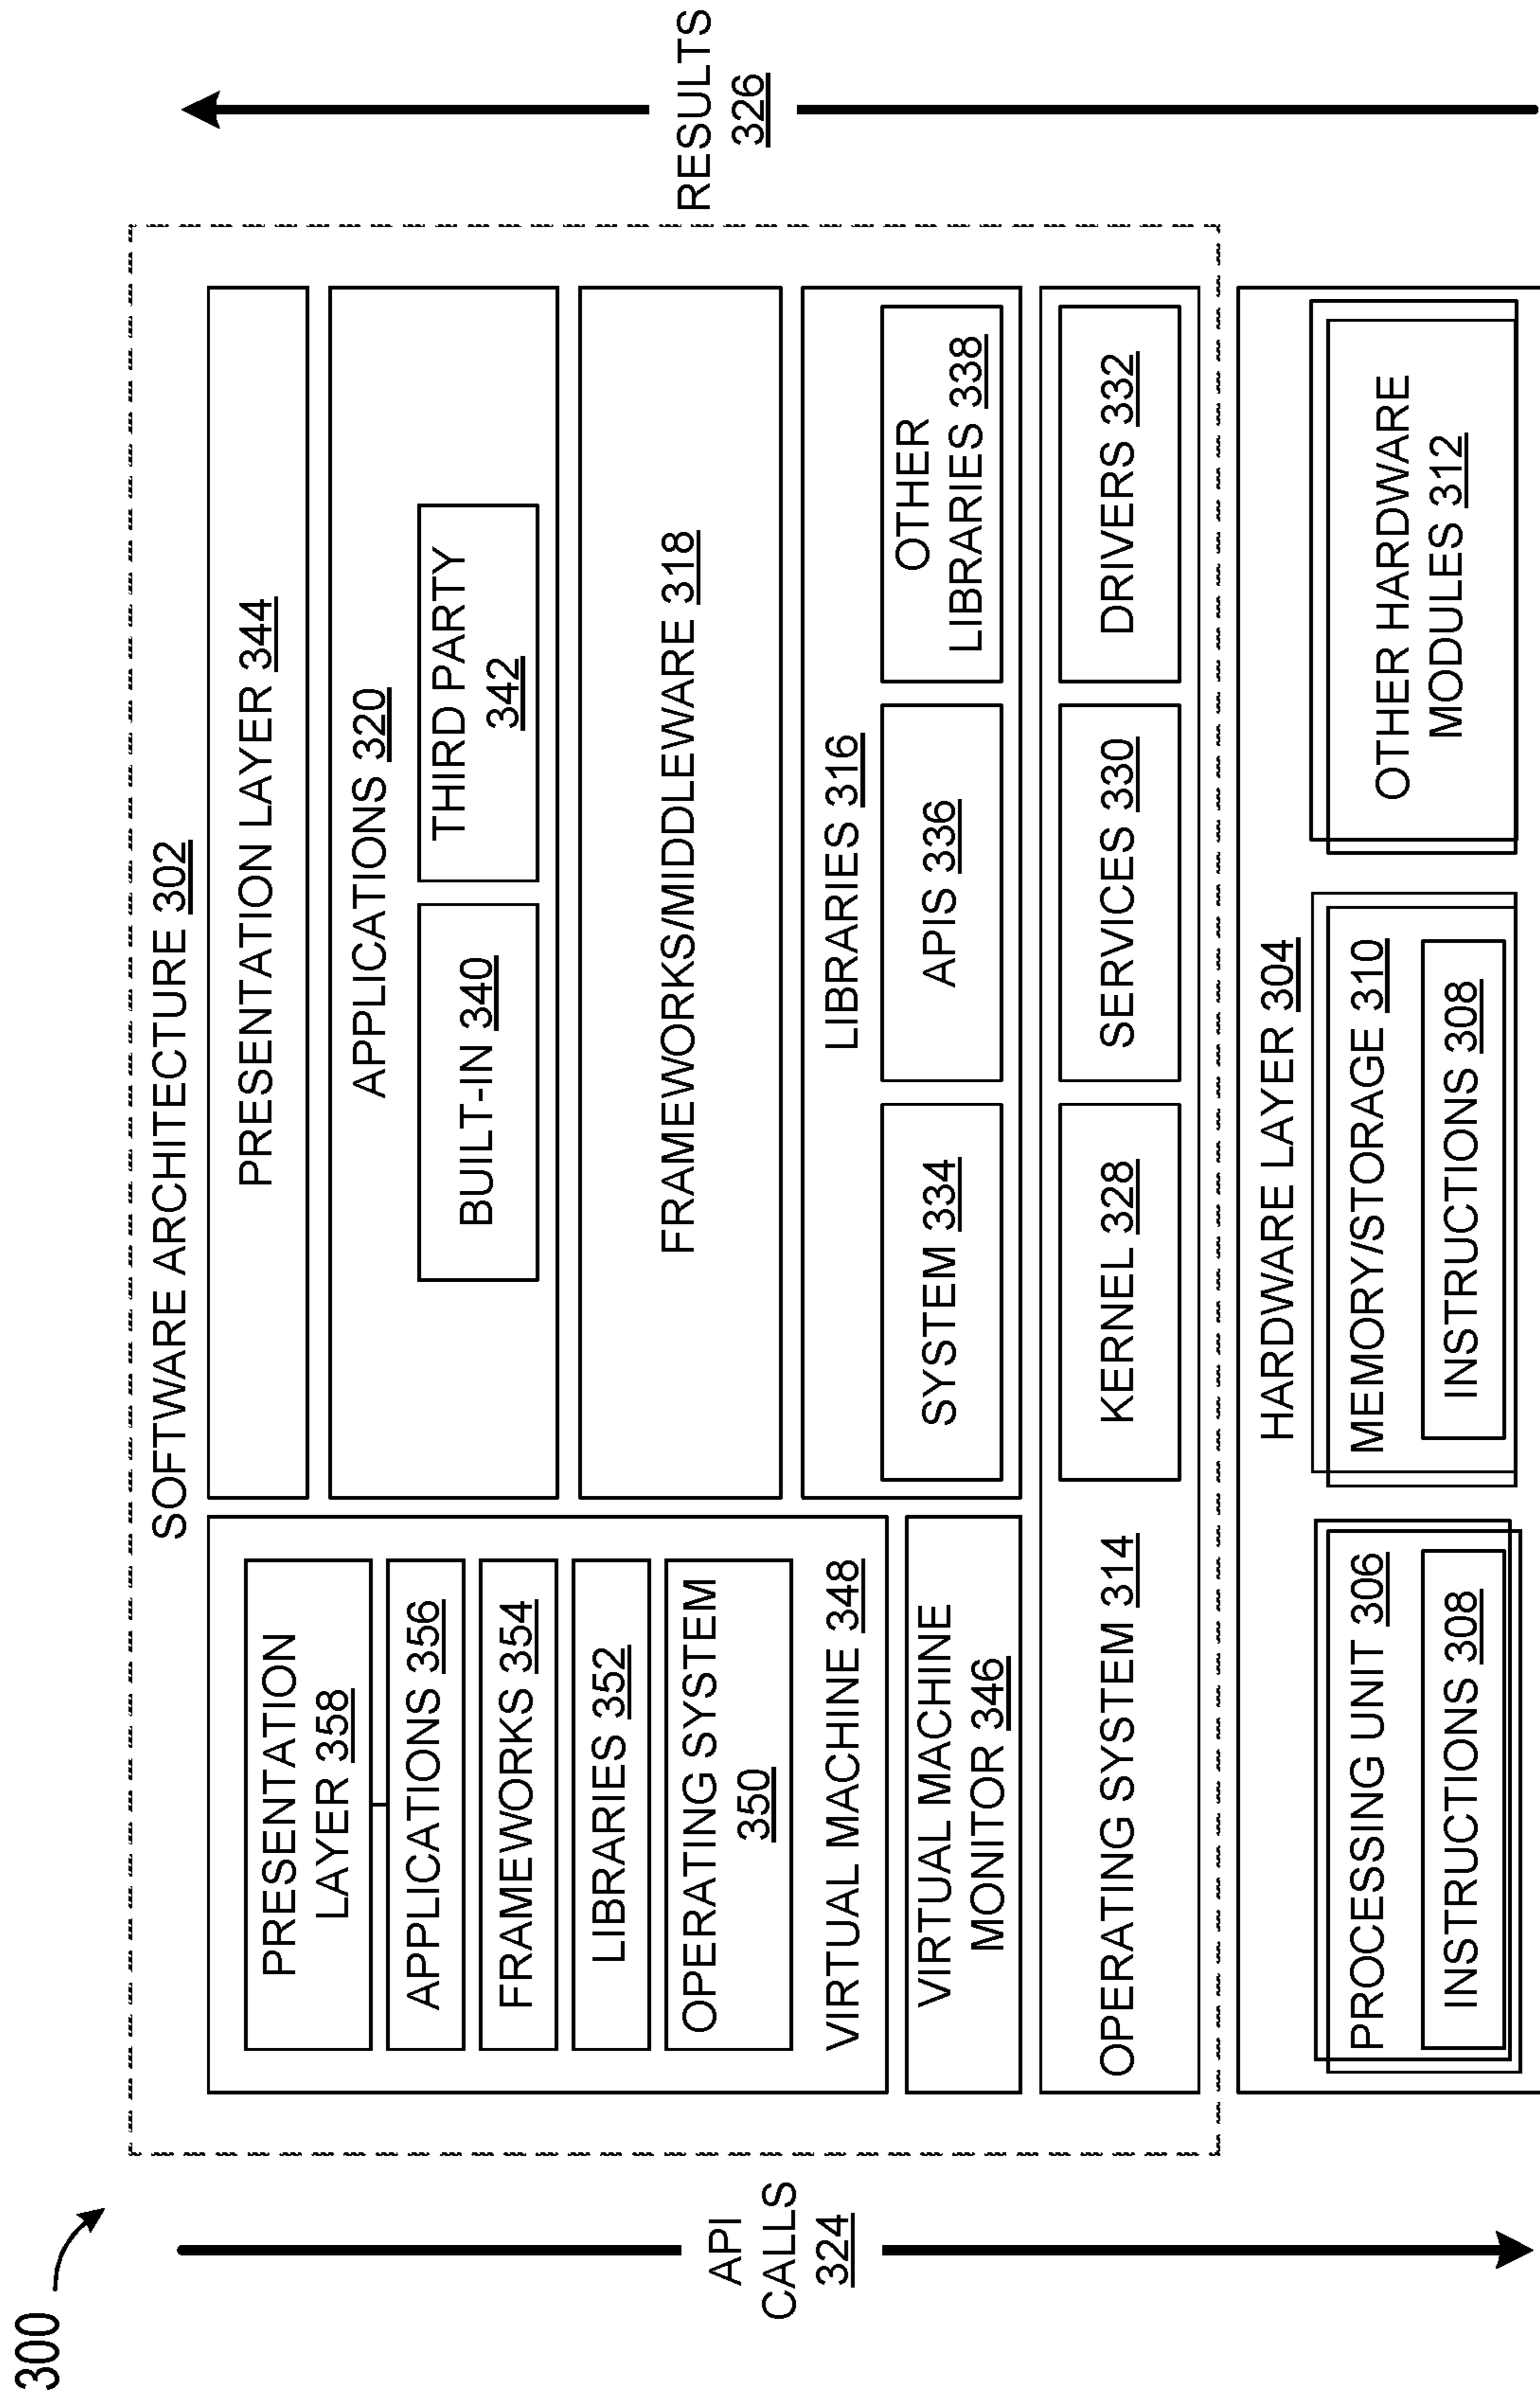 300
SOFTWARE ARCHITECTURE 302
PRESENTATION
LAYER 358
APPLICATIONS 356
FRAMEWORKS 354
LIBRARIES 352
OPERATING SYSTEM
350
VIRTUAL MACHINE 348
VIRTUAL MACHINE
MONITOR 346
PRESENTATION LAYER 344
APPLICATIONS 320
BUILT-IN 340
THIRD PARTY
342
FRAMEWORKS/MIDDLEWARE 318
LIBRARIES 316
SYSTEM 334
APIS 336
OTHER
LIBRARIES 338
OPERATING SYSTEM 314
KERNEL 328
SERVICES 330
DRIVERS 332
HARDWARE LAYER 304
PROCESSING UNIT 306
INSTRUCTIONS 308
MEMORY/STORAGE 310
INSTRUCTIONS 308
OTHER HARDWARE
MODULES 312
API
CALLS
324
RESULTS
326